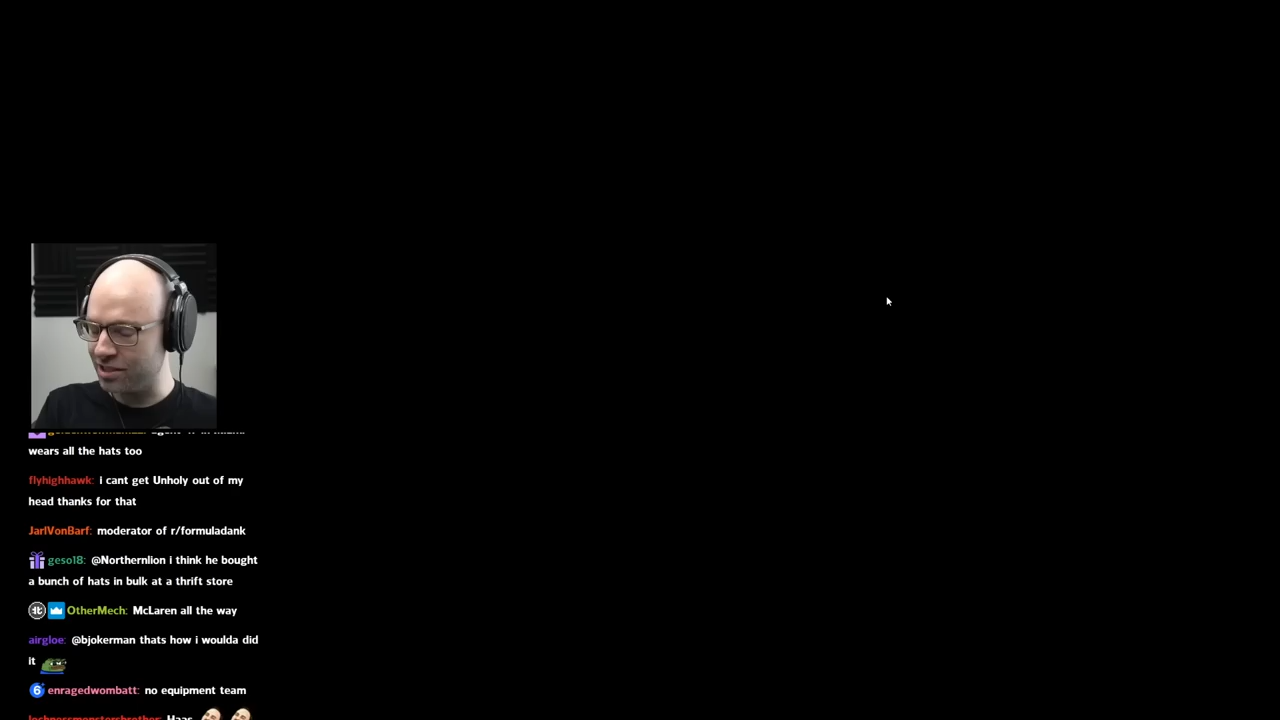 wears all the hats too
flyhighhawk: i cant get Unholy out of my
head thanks for that
JarlVonBarf: moderator of r/formuladank
geso18: @Northernlion i think he bought
a bunch of hats in bulk at a thrift store
OtherMech: McLaren all the way
airgloe: @bjokerman thats how i woulda did
it
6 enragedwombatt: no equipment team
Haas